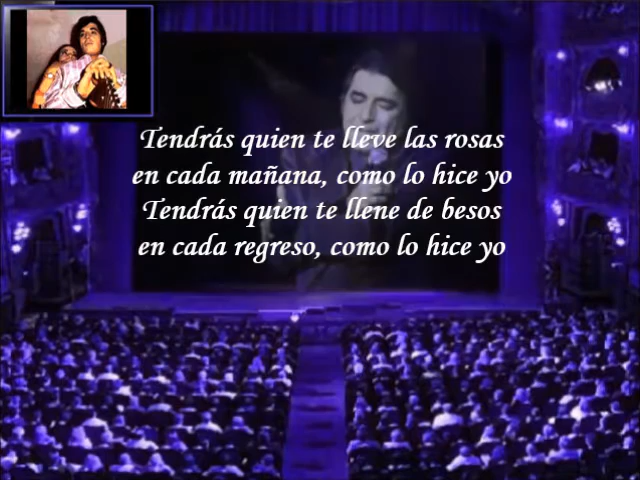 Tendrás quien te lleve las rosas
en cada mañana, como lo hice yo
Tendrás quien te llene de besos
en cada regreso, como lo hice yo